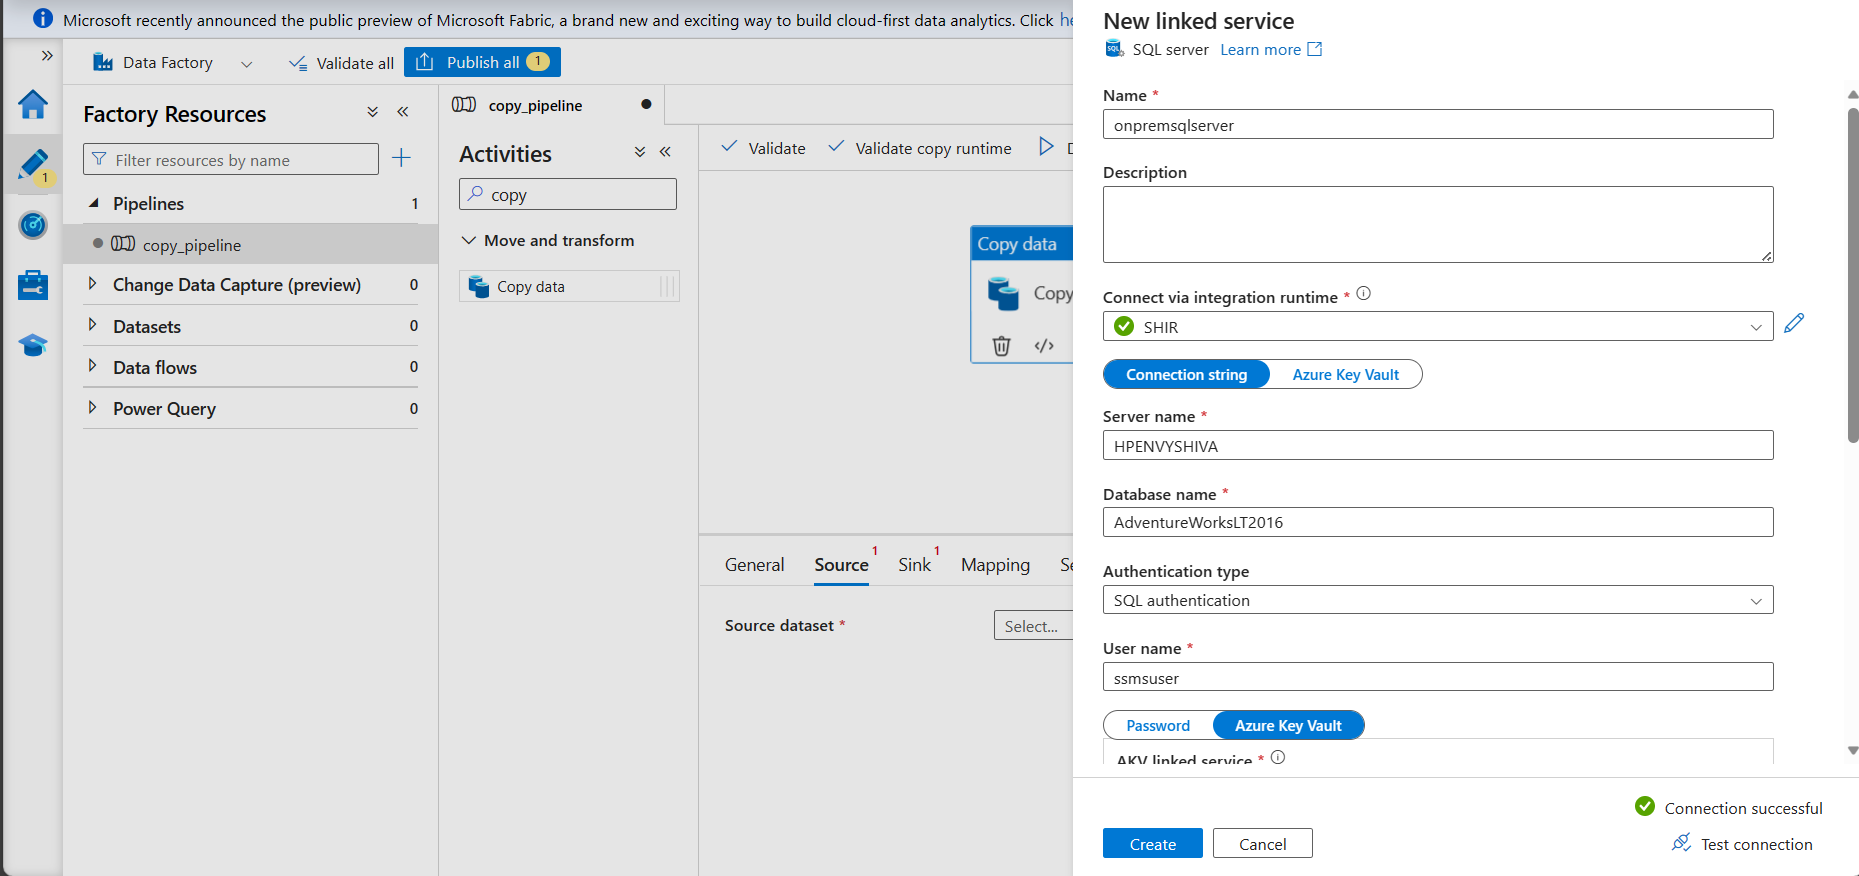 Microsoft recently announced the public preview of Microsoft Fabric, a brand new and exciting way to build cloud-first data analytics. Click
Data Factory
Validate all
Publish all 1
1
Factory Resources
Filter resources by name
Pipelines 1
copy_pipeline
Change Data Capture (preview) 0
Datasets 0
Data flows 0
Power Query 0
copy_pipeline
Activities
copy
Move and transform
Copy data
Validate
Validate copy runtime
Copy data
Copy
General
Source 1
Sink 1
Mapping
Source dataset *
Select...
New linked service
SQL server Learn more
Name *
onpremsqlserver
Description
Connect via integration runtime *
SHIR
Connection string Azure Key Vault
Server name *
HPENVYSHIVA
Database name *
AdventureWorksLT2016
Authentication type
SQL authentication
User name *
ssmsuser
Password Azure Key Vault
AKV linked service *
Connection successful
Create Cancel Test connection